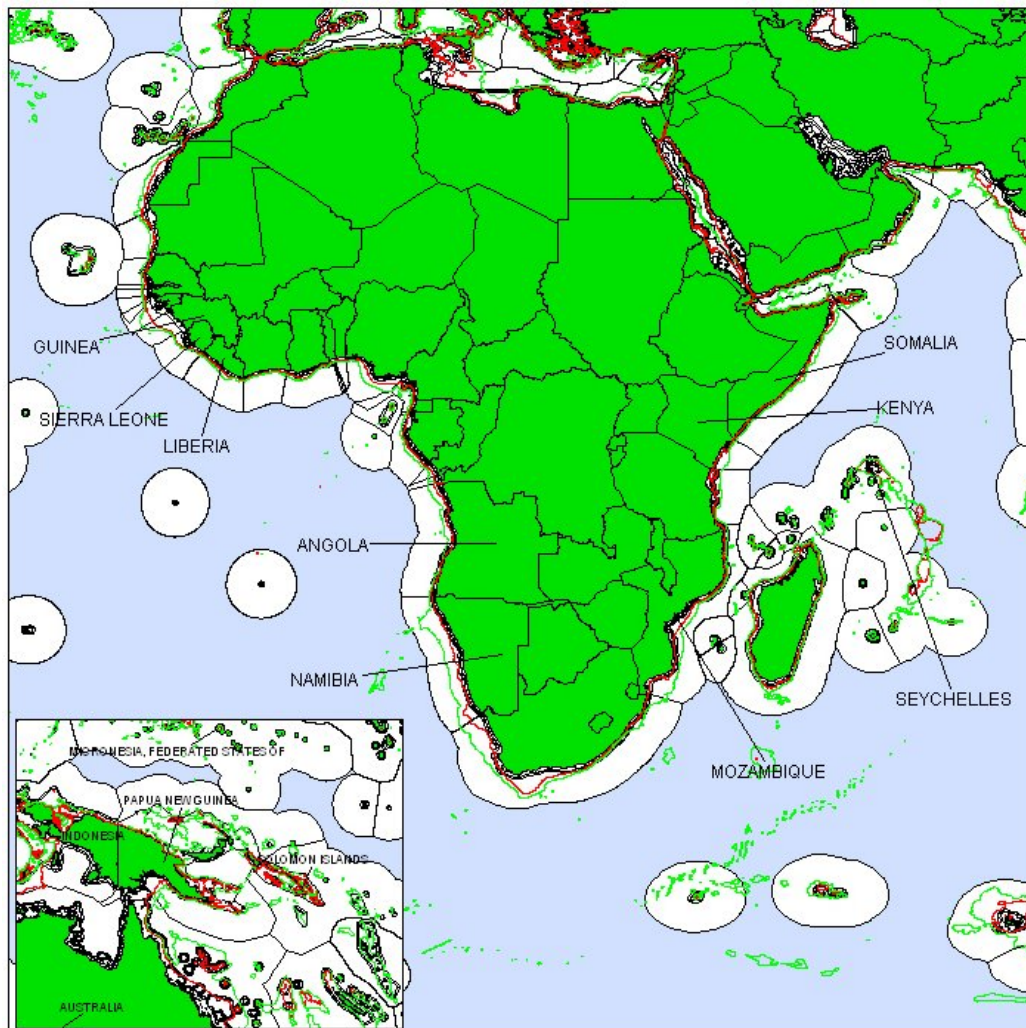 GUINEA
SOMALIA
SIERRA LEONE
KENYA
LIBERIA
ANGOLA
NAMIBIA
SEYCHELLES
MOZAMBIQUE
MICRONESIA, FEDERATED STATES OF
PAPUA NEW GUINEA
INDONESIA
SOLOMON ISLANDS
AUSTRALIA